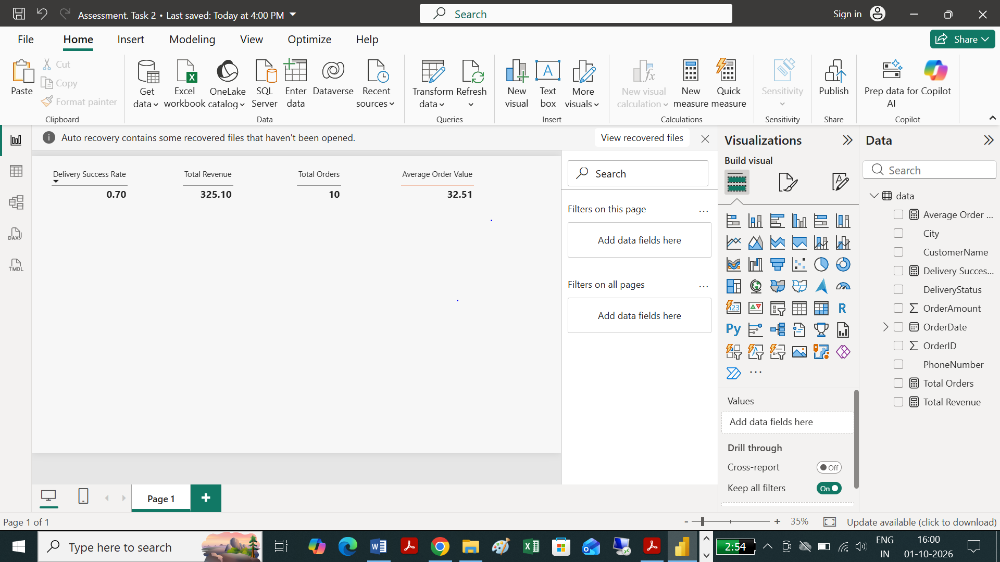 Assessment. Task 2 • Last saved: Today at 4:00 PM
Search
Sign in
File
Home
Insert
Modeling
View
Optimize
Help
Share
Paste
Cut
Copy
Format painter
Clipboard
Get data
Excel workbook
OneLake catalog
SQL Server
Enter data
Dataverse
Recent sources
Data
Transform data
Refresh
Queries
New visual
Text box
More visuals
Insert
New visual calculation
New measure
Quick measure
Calculations
Sensitivity
Sensitivity
Publish
Share
Prep data for AI
Copilot
Copilot
Auto recovery contains some recovered files that haven't been opened.
View recovered files
Delivery Success Rate
0.70
Total Revenue
325.10
Total Orders
10
Average Order Value
32.51
Search
Filters on this page
...
Add data fields here
Filters on all pages
...
Add data fields here
Visualizations
Build visual
123
R
Py
...
Values
Add data fields here
Drill through
Cross-report
Off
Keep all filters
On
Data
Search
data
Average Order ...
City
CustomerName
Delivery Succes...
DeliveryStatus
OrderAmount
OrderDate
OrderID
PhoneNumber
Total Orders
Total Revenue
DAX
TMDL
Page 1
Page 1 of 1
- + 35%
Update available (click to download)
Type here to search
2:54
ENG
IN
16:00
01-10-2026